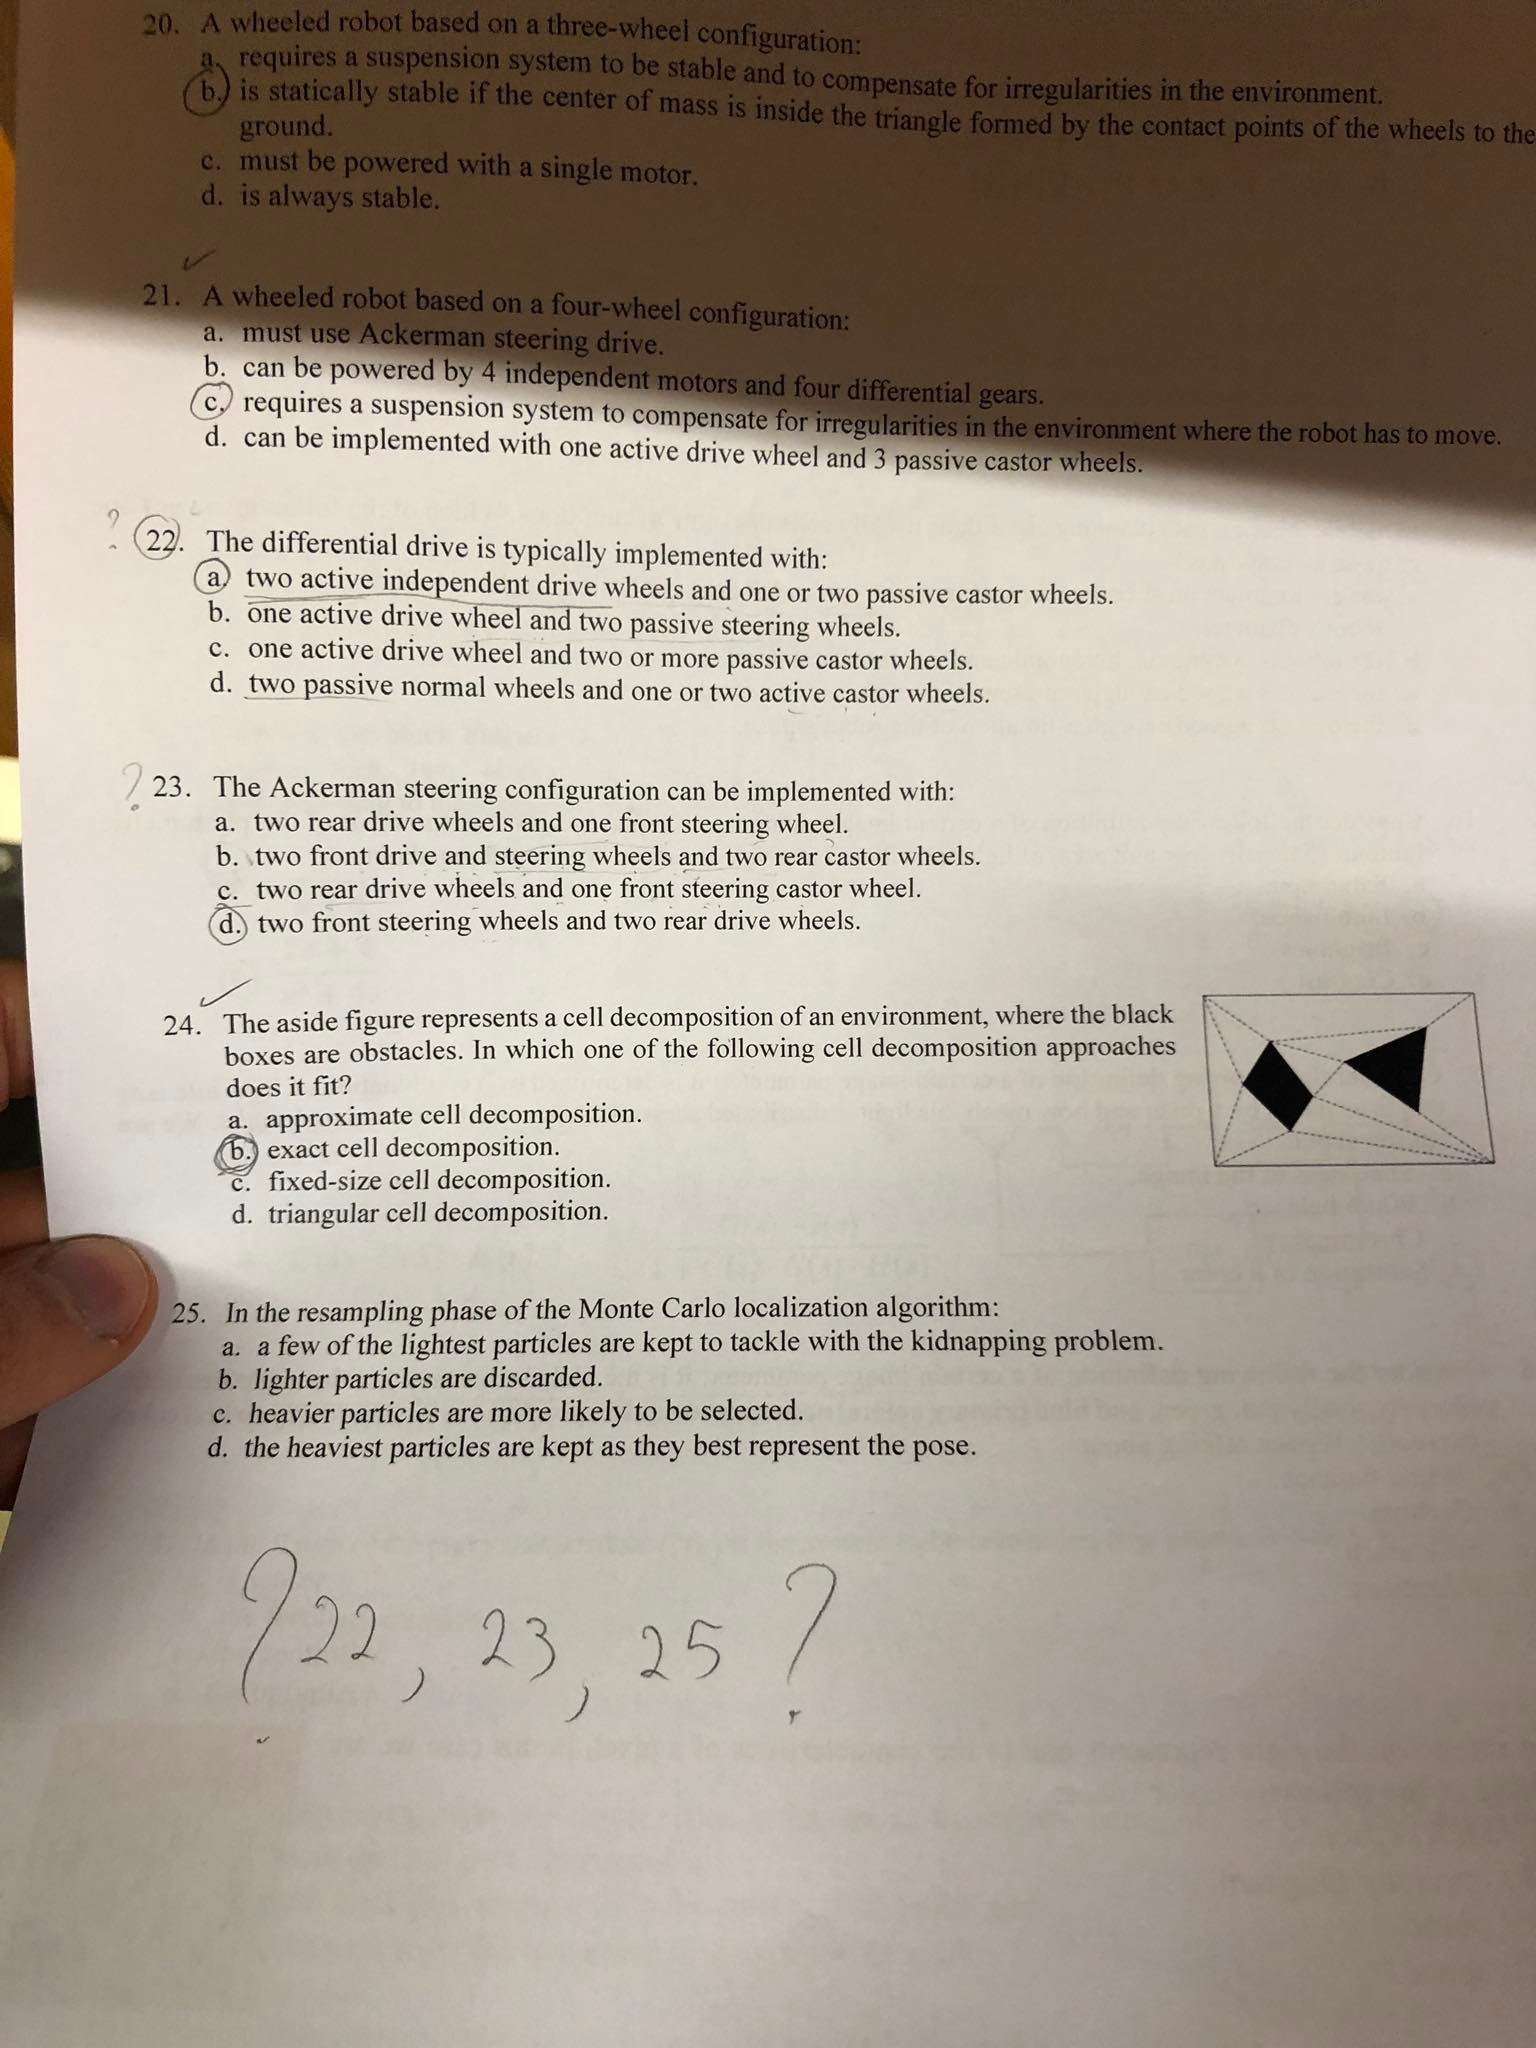 20. A wheeled robot based on a three-wheel configuration:
a. requires a suspension system to be stable and to compensate for irregularities in the environment.
b. is statically stable if the center of mass is inside the triangle formed by the contact points of the wheels to the
ground.
c. must be powered with a single motor.
d. is always stable.
21. A wheeled robot based on a four-wheel configuration:
a. must use Ackerman steering drive.
b. can be powered by 4 independent motors and four differential gears.
c. requires a suspension system to compensate for irregularities in the environment where the robot has to move.
d. can be implemented with one active drive wheel and 3 passive castor wheels.
? 22. The differential drive is typically implemented with:
a. two active independent drive wheels and one or two passive castor wheels.
b. one active drive wheel and two passive steering wheels.
c. one active drive wheel and two or more passive castor wheels.
d. two passive normal wheels and one or two active castor wheels.
? 23. The Ackerman steering configuration can be implemented with:
a. two rear drive wheels and one front steering wheel.
b. two front drive and steering wheels and two rear castor wheels.
c. two rear drive wheels and one front steering castor wheel.
d. two front steering wheels and two rear drive wheels.
24. The aside figure represents a cell decomposition of an environment, where the black
boxes are obstacles. In which one of the following cell decomposition approaches
does it fit?
a. approximate cell decomposition.
b. exact cell decomposition.
c. fixed-size cell decomposition.
d. triangular cell decomposition.
25. In the resampling phase of the Monte Carlo localization algorithm:
a. a few of the lightest particles are kept to tackle with the kidnapping problem.
b. lighter particles are discarded.
c. heavier particles are more likely to be selected.
d. the heaviest particles are kept as they best represent the pose.
? 22, 23, 25 ?